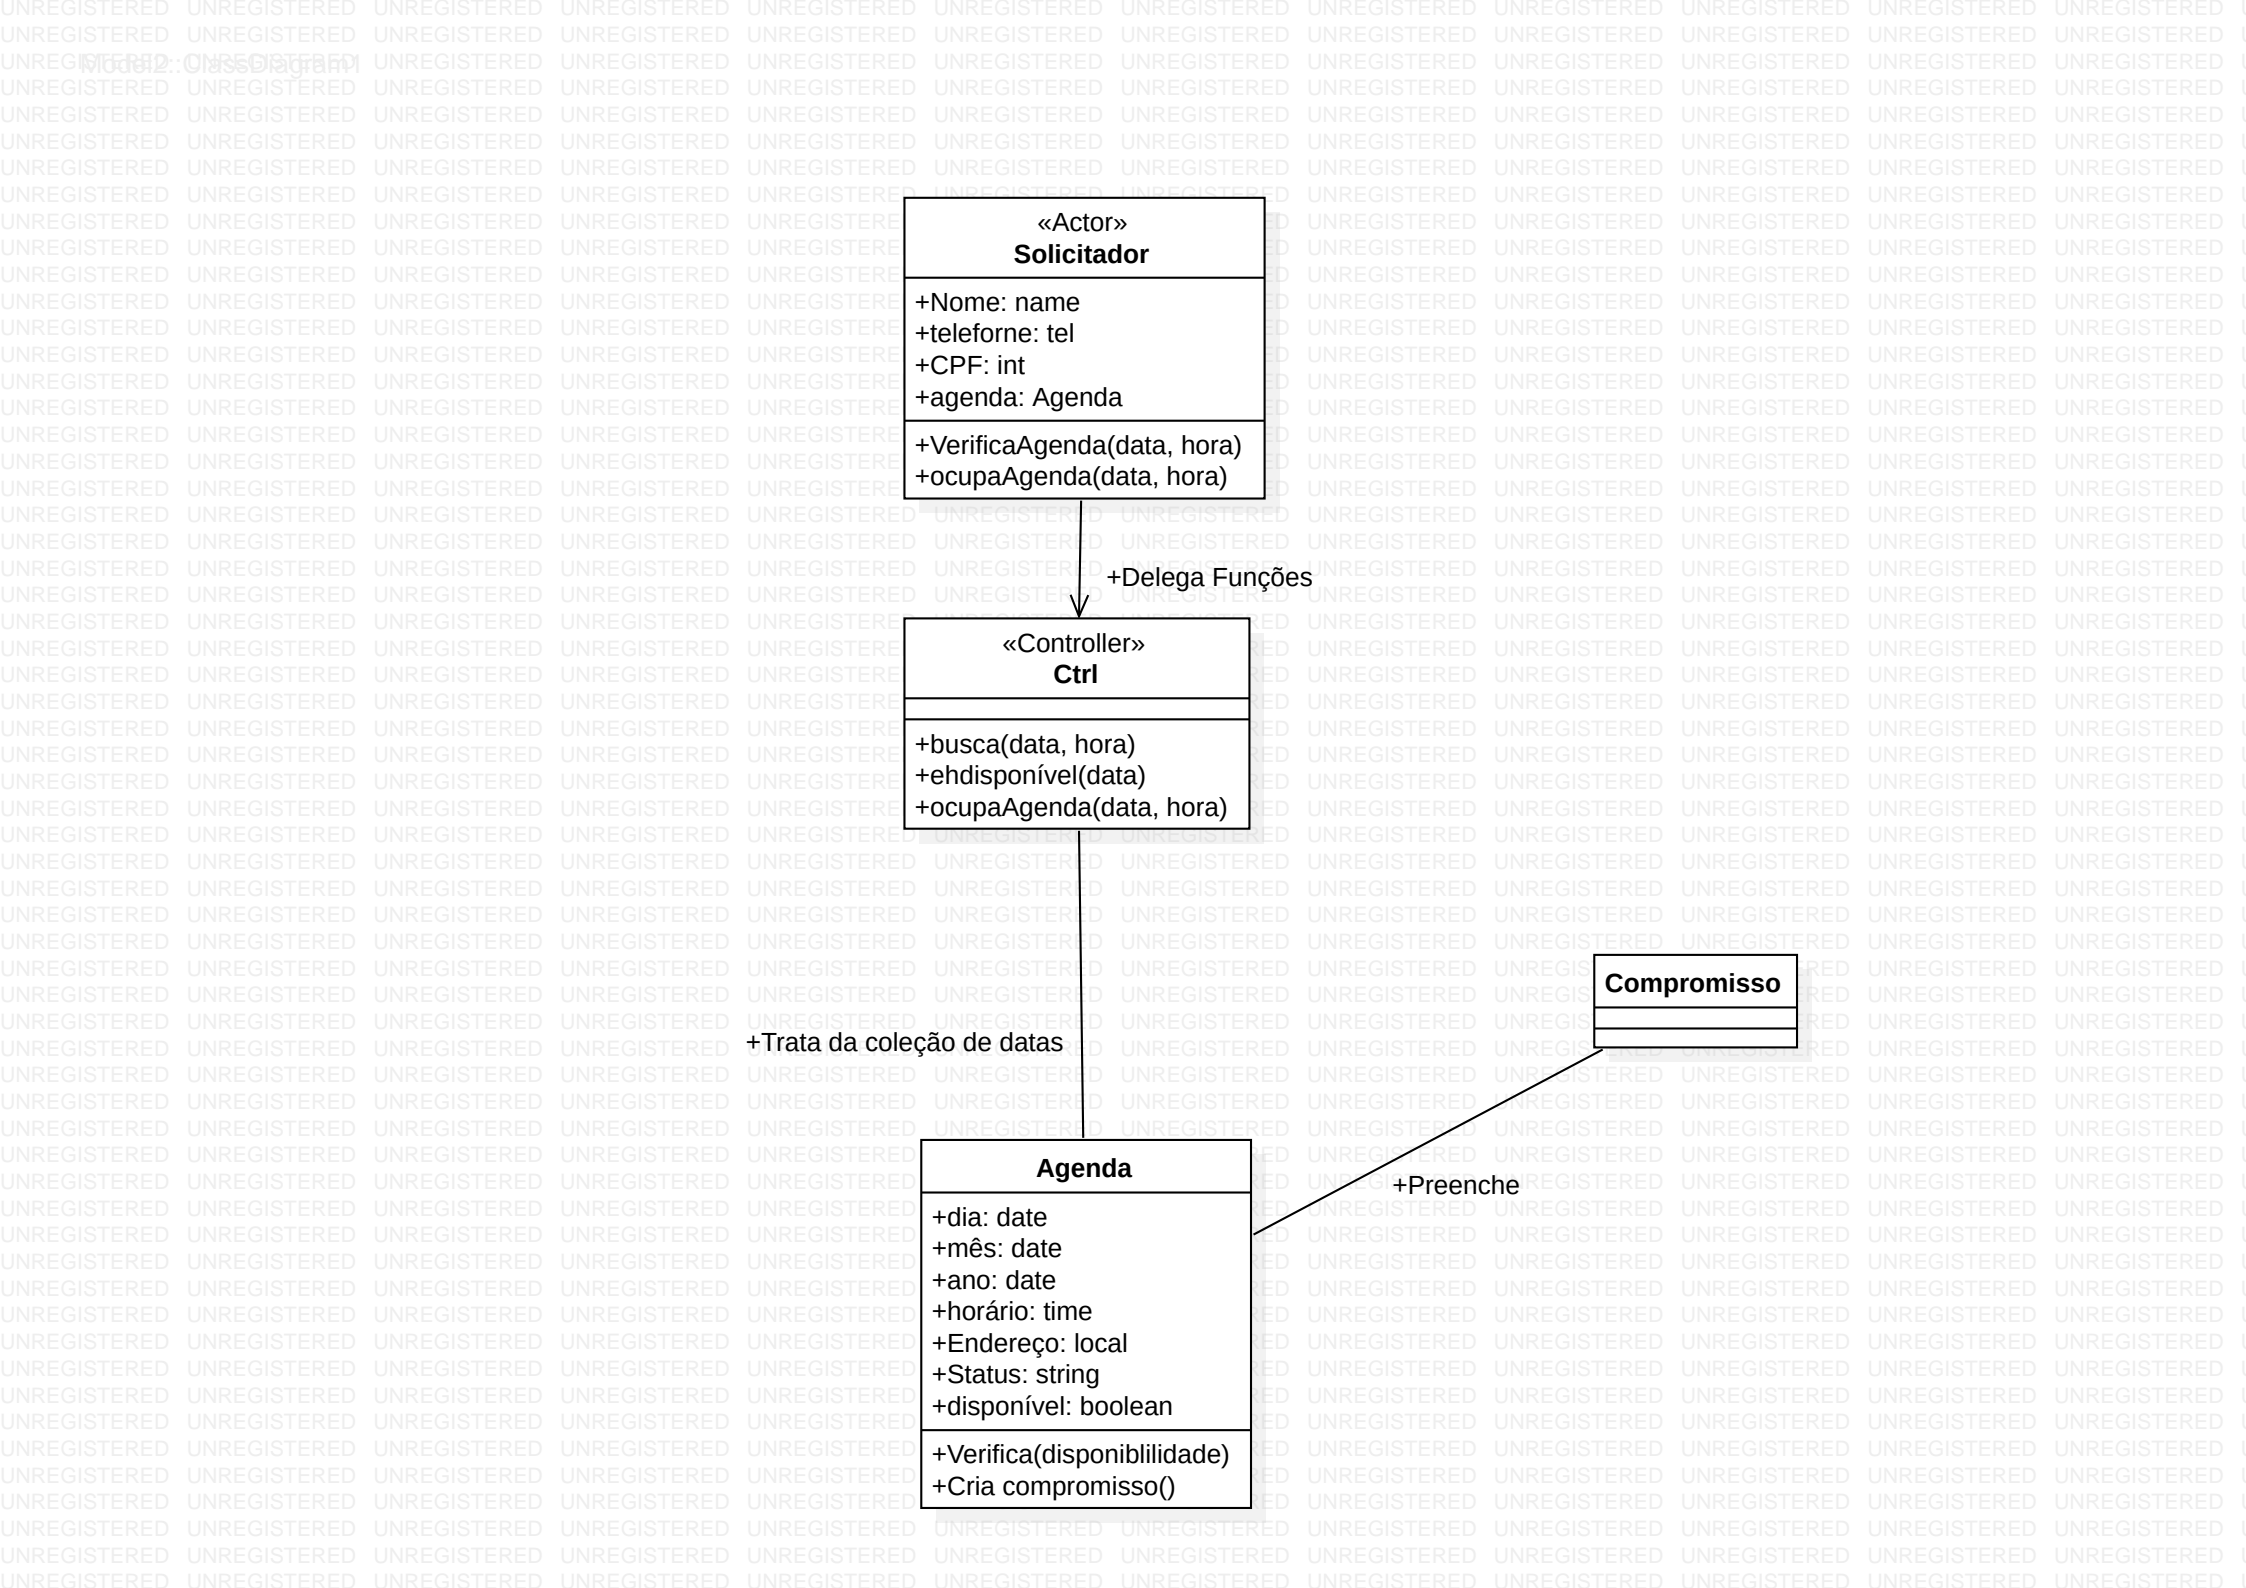 Model2::ClassDiagram1
«Actor»
Solicitador
+Nome: name
+teleforne: tel
+CPF: int
+agenda: Agenda
+VerificaAgenda(data, hora)
+ocupaAgenda(data, hora)
+Delega Funções
«Controller»
Ctrl
+busca(data, hora)
+ehdisponível(data)
+ocupaAgenda(data, hora)
Compromisso
+Trata da coleção de datas
Agenda
+Preenche
+dia: date
+mês: date
+ano: date
+horário: time
+Endereço: local
+Status: string
+disponível: boolean
+Verifica(disponiblilidade)
+Cria compromisso()
UNREGISTERED